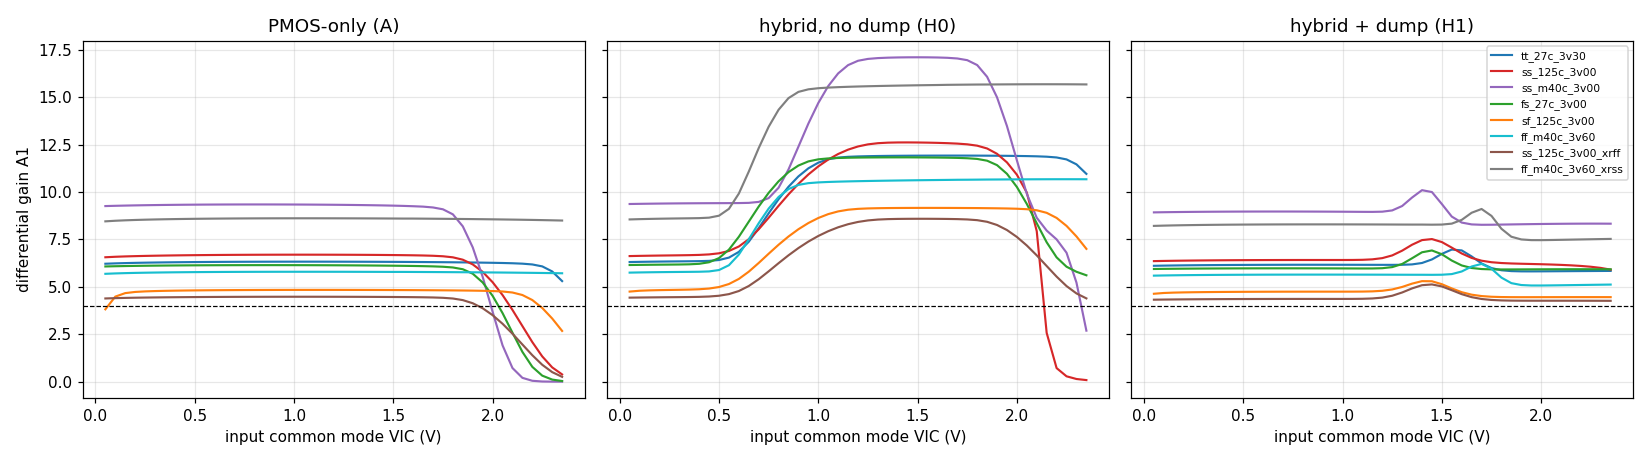 PMOS-only (A)
hybrid, no dump (H0)
hybrid + dump (H1)
differential gain A1
17.5
15.0
12.5
10.0
7.5
5.0
2.5
0.0
0.0 0.5 1.0 1.5 2.0
input common mode VIC (V)
0.0 0.5 1.0 1.5 2.0
input common mode VIC (V)
tt_27c_3v30
ss_125c_3v00
ss_m40c_3v00
fs_27c_3v00
sf_125c_3v00
ff_m40c_3v60
ss_125c_3v00_xrff
ff_m40c_3v60_xrss
0.0 0.5 1.0 1.5 2.0
input common mode VIC (V)